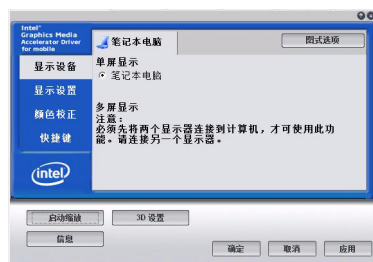 Intel®
Graphics Media
Accelerator Driver
for mobile
笔记本电脑
图式选项
显示设备
显示设置
颜色校正
快捷键
intel
单屏显示
笔记本电脑
多屏显示
注意：
必须先将两个显示器连接到计算机，才可使用此功
能。请连接另一个显示器。
启动缩放
3D 设置
信息
确定
取消
应用